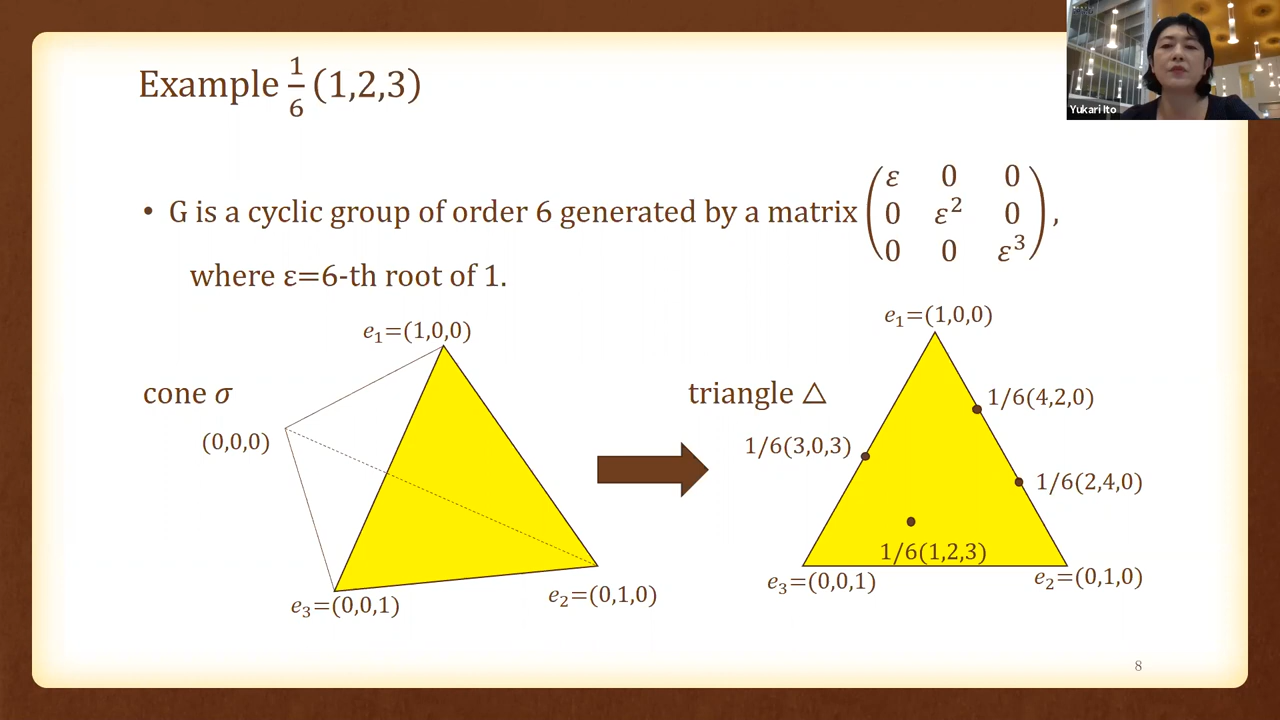 Example 1/6 (1,2,3)
Yukari Ito
• G is a cyclic group of order 6 generated by a matrix (ε 0 0
0 ε² 0
0 0 ε³),
where ε=6-th root of 1.
cone σ
e₁=(1,0,0)
(0,0,0)
e₃=(0,0,1)
e₂=(0,1,0)
triangle △
e₁=(1,0,0)
1/6(4,2,0)
1/6(3,0,3)
1/6(2,4,0)
1/6(1,2,3)
e₃=(0,0,1)
e₂=(0,1,0)
8